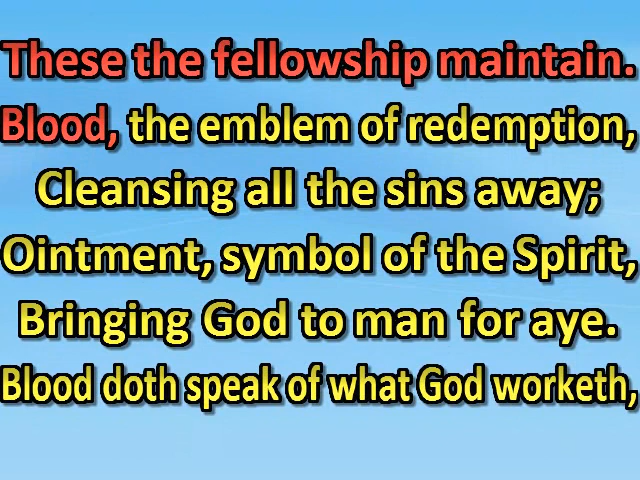 These the fellowship maintain.
Blood, the emblem of redemption,
Cleansing all the sins away;
Ointment, symbol of the Spirit,
Bringing God to man for aye.
Blood doth speak of what God worketh,